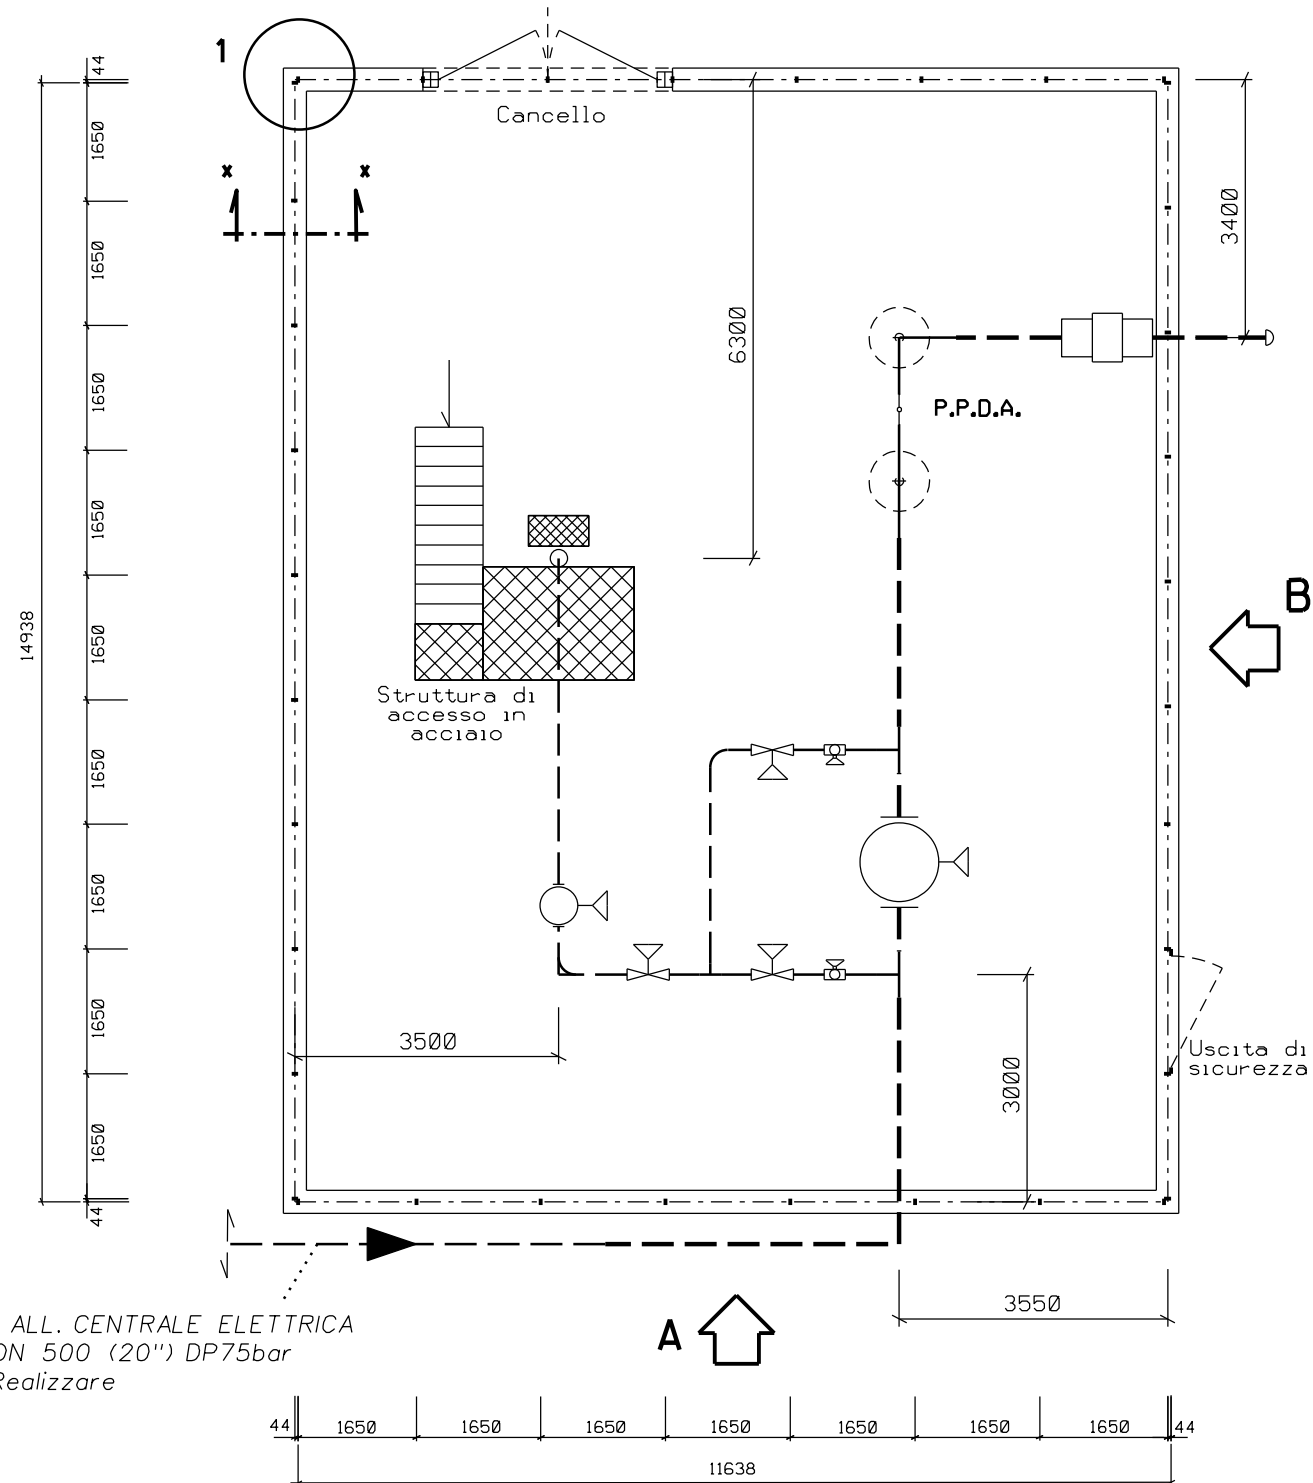 1
44
Cancello
1650
x
x
1650
3400
6300
1650
P.P.D.A.
1650
B
14938
1650
Struttura di
accesso in
acciaio
1650
1650
1650
3500
Uscita di
sicurezza
3000
1650
44
3550
A
ALL. CENTRALE ELETTRICA
DN 500 (20") DP75bar
Realizzare
44
1650
1650
1650
1650
1650
1650
1650
44
11638